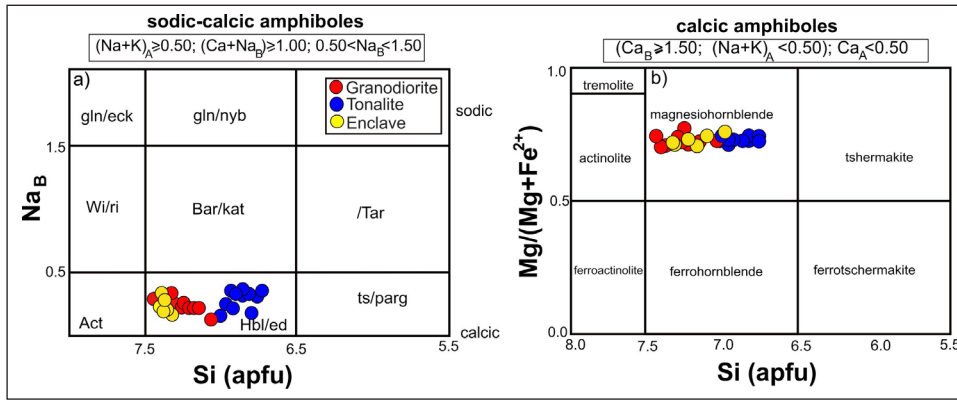 sodic-calcic amphiboles
(Na+K)A≥0.50; (Ca+NaB)≥1.00; 0.50<NaB<1.50
a)
Granodiorite
Tonalite
Enclave
gln/eck
gln/nyb
sodic
1.5
Wi/ri
Bar/kat
/Tar
0.5
Act
Hbl/ed
ts/parg
calcic
7.5
6.5
5.5
NaB
Si (apfu)
calcic amphiboles
(CaB≥1.50; (Na+K)A <0.50); CaA<0.50
b)
1.0
tremolite
magnesiohornblende
actinolite
tshermakite
0.5
ferroactinolite
ferrohornblende
ferrotschermakite
0.0
8.0
7.5
7.0
6.5
6.0
5.5
Mg/(Mg+Fe2+)
Si (apfu)